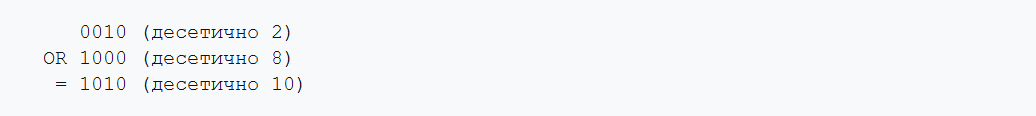 0010 (десетично 2)
OR 1000 (десетично 8)
= 1010 (десетично 10)